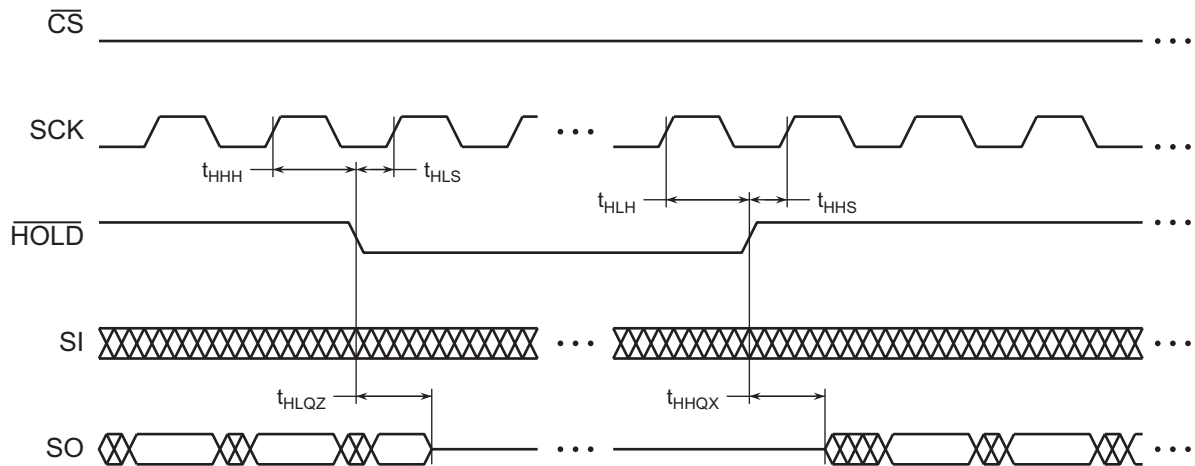 CS
SCK
tHHH
tHLS
tHLH
tHHS
HOLD
SI
tHLQZ
tHHQX
SO